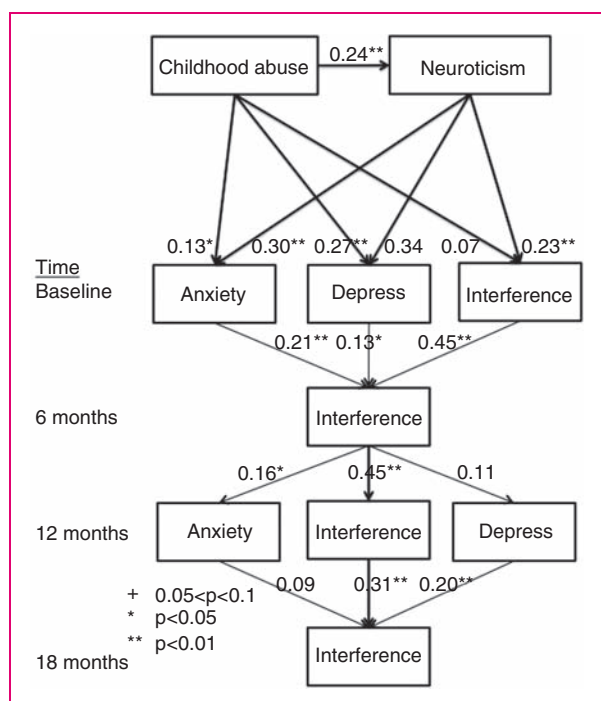 Childhood abuse 0.24** Neuroticism
0.13* 0.30** 0.27** 0.34 0.07 0.23**
Time
Baseline
Anxiety Depress Interference
0.21** 0.13* 0.45**
6 months Interference
0.16* 0.45** 0.11
12 months Anxiety Interference Depress
0.09 0.31** 0.20**
+ 0.05<p<0.1
* p<0.05
** p<0.01
18 months Interference